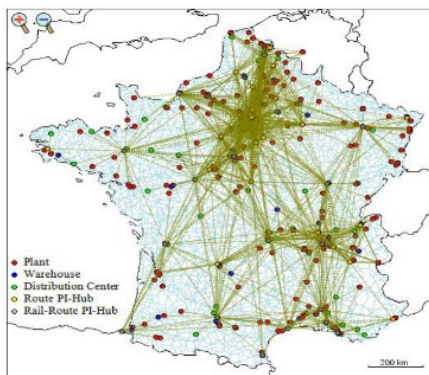 Plant
Warehouse
Distribution Center
Route PI-Hub
Rail-Route PI-Hub
200 km